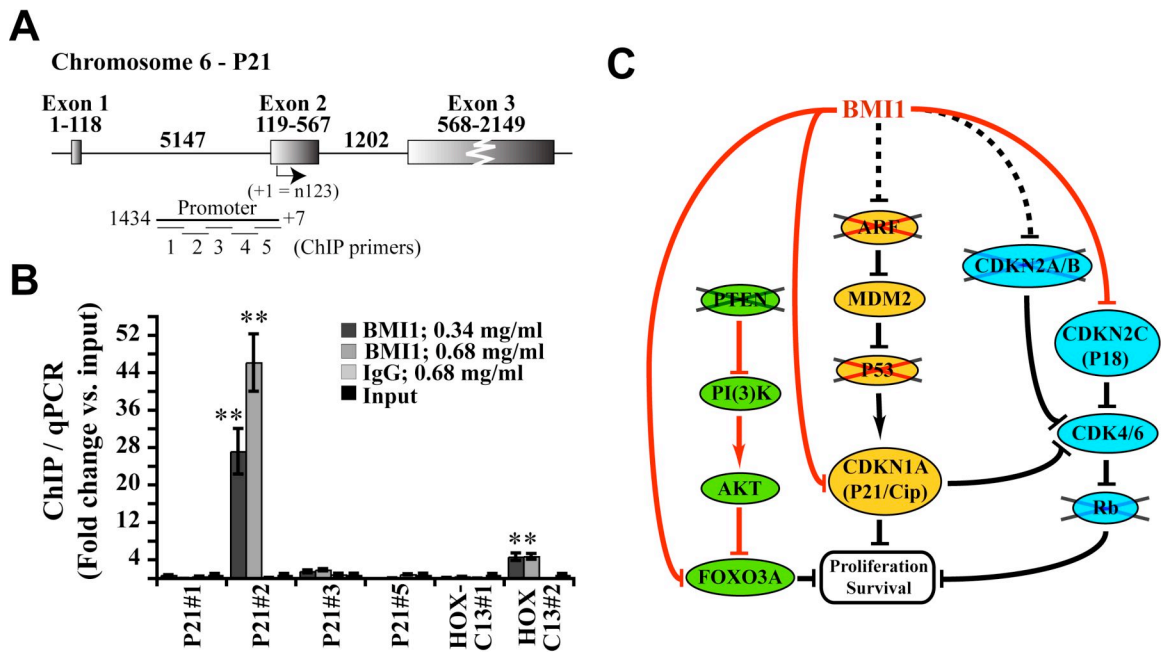 A
Chromosome 6 - P21
Exon 1
1-118
5147
Exon 2
119-567
1202
Exon 3
568-2149
(+1 = n123)
1434
Promoter
+7
1 2 3 4 5
(ChIP primers)
B
ChIP / qPCR
(Fold change vs. input)
52
44
36
28
20
12
4
**
**
**
BMI1; 0.34 mg/ml
BMI1; 0.68 mg/ml
IgG; 0.68 mg/ml
Input
P21#1
P21#2
P21#3
P21#5
HOX-
C13#1
HOX
C13#2
C
BMI1
ARF
CDKN2A/B
PTEN
MDM2
CDKN2C
(P18)
P53
PI(3)K
CDK4/6
AKT
CDKN1A
(P21/Cip)
Rb
FOXO3A
Proliferation
Survival